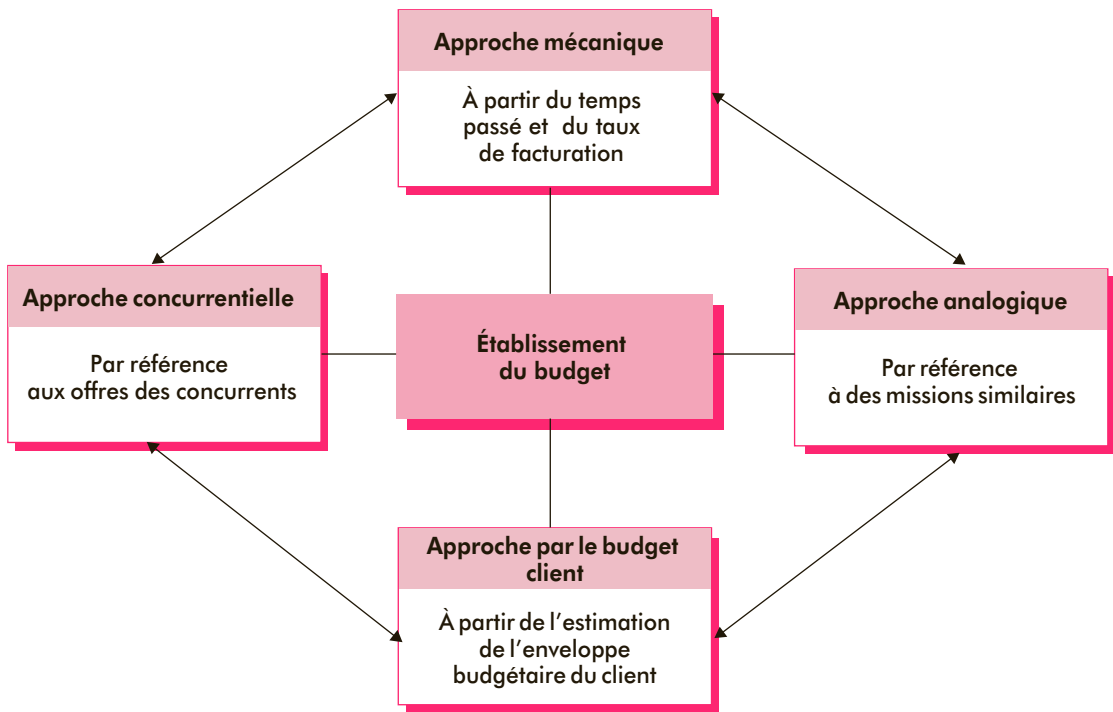 Approche mécanique
À partir du temps
passé et du taux
de facturation
Approche concurrentielle
Par référence
aux offres des concurrents
Établissement
du budget
Approche analogique
Par référence
à des missions similaires
Approche par le budget
client
À partir de l’estimation
de l’enveloppe
budgétaire du client